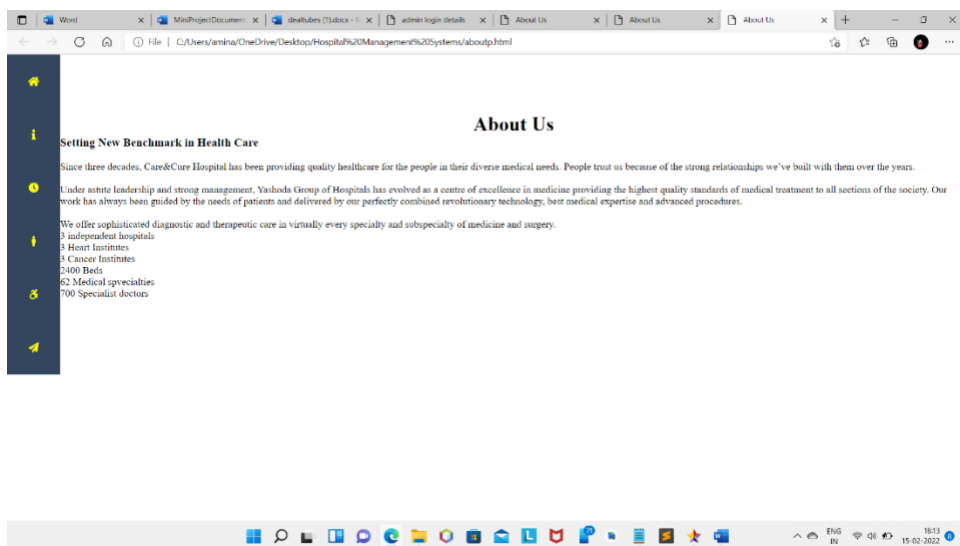 Word
MiniProjectDocument
dealtubes (1).docx -
admin login details
About Us
About Us
About Us
File | C:/Users/amina/OneDrive/Desktop/Hospital%20Management%20Systems/aboutp.html
About Us
Setting New Benchmark in Health Care
Since three decades, Care&Cure Hospital has been providing quality healthcare for the people in their diverse medical needs. People trust us because of the strong relationships we've built with them over the years.
Under astute leadership and strong management, Yashoda Group of Hospitals has evolved as a centre of excellence in medicine providing the highest quality standards of medical treatment to all sections of the society. Our
work has always been guided by the needs of patients and delivered by our perfectly combined revolutionary technology, best medical expertise and advanced procedures.
We offer sophisticated diagnostic and therapeutic care in virtually every specialty and subspecialty of medicine and surgery.
3 independent hospitals
3 Heart Institutes
3 Cancer Institutes
2400 Beds
62 Medical spvecialties
700 Specialist doctors
ENG
IN
18:13
15-02-2022